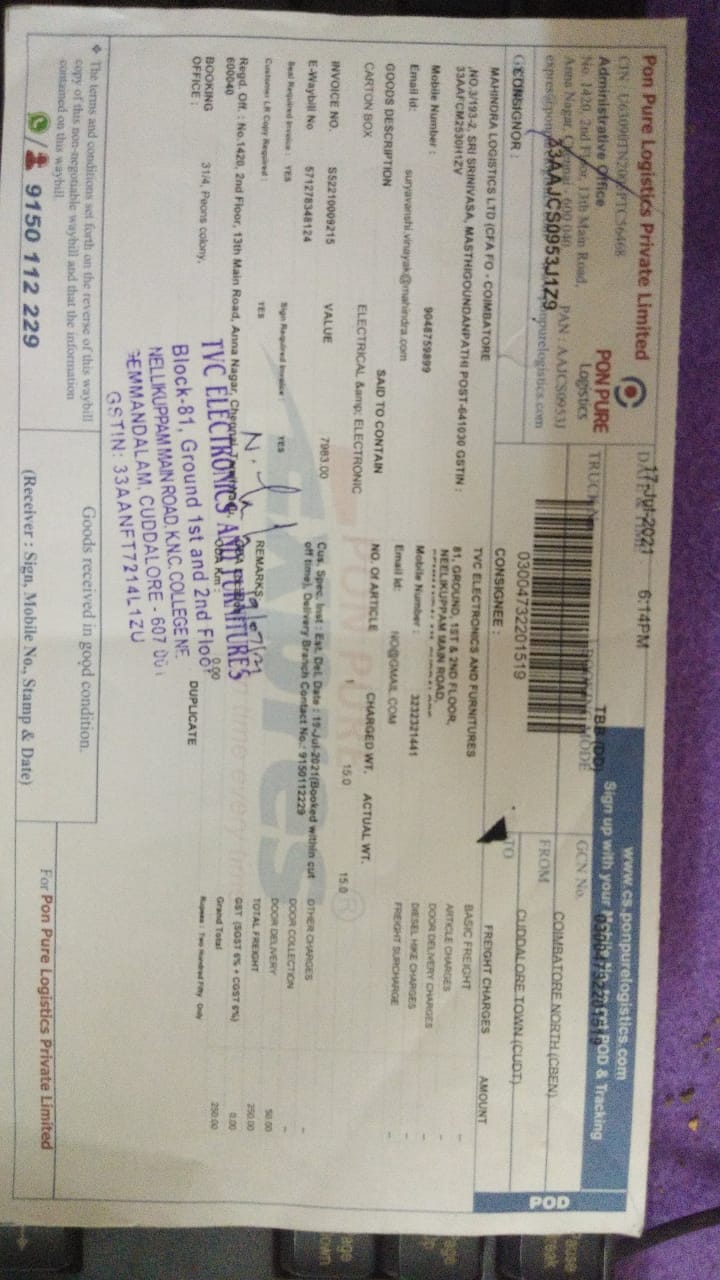 Pon Pure Logistics Private Limited
Administrative Office
No. 1420, 2nd Floor, 13th Main Road,
Anna Nagar, Chennai - 600 040
PAN : AAJCS0953J
33AAJCS0953J1Z9
PON PURE
Logistics
17-Jul-2021 6:14PM
03004732201519
TBB (DD)
www.cs.ponpurelogistics.com
Sign up with your
POD & Tracking
GCN No.
03004732201519
FROM
COIMBATORE NORTH (CBEN)
TO
CUDDALORE TOWN (CUDT)
POD
CONSIGNOR :
MAHINDRA LOGISTICS LTD (CFA FO - COIMBATORE
,NO.3/193-2, SRI SRINIVASA, MASTHIGOUNDANPATHI POST-641030 GSTIN :
33AAFCM2530H1ZV
Mobile Number : 9048759899
Email Id: suryavanshi.vinayak@mahindra.com
CONSIGNEE :
TVC ELECTRONICS AND FURNITURES
81, GROUND, 1ST & 2ND FLOOR,
NEELIKUPPAM MAIN ROAD,
Mobile Number : 3232321441
Email Id: NO@GMAIL.COM
FREIGHT CHARGES AMOUNT
BASIC FREIGHT -
ARTICLE CHARGES -
DOOR DELIVERY CHARGES -
DIESEL HIKE CHARGES -
FREIGHT SURCHARGE -
GOODS DESCRIPTION SAID TO CONTAIN NO. Of ARTICLE CHARGED WT. ACTUAL WT.
CARTON BOX ELECTRICAL &amp; ELECTRONIC 1 15.0 15.0
INVOICE NO. S52210009215 VALUE 7983.00
E-Waybill No 571278348124
Cus. Spec. Inst : Est. Del. Date : 19-Jul-2021(Booked within cut
off time), Delivery Branch Contact No.: 9150112229
OTHER CHARGES -
DOOR COLLECTION -
DOOR DELIVERY 50.00
TOTAL FREIGHT 250.00
GST (SGST 6% + CGST 6%) 0.00
Grand Total 250.00
Rupees : Two Hundred Fifty Only
Seal Required Invoice : YES Sign Required Invoice YES
Customer LR Copy Required : YES
REMARKS:
Regd. Off. : No.1420, 2nd Floor, 13th Main Road, Anna Nagar, Chennai,
600040
0.00
BOOKING
OFFICE : 31/4, Peons colony,
DUPLICATE
TVC ELECTRONICS AND FURNITURES
Block-81, Ground 1st and 2nd Floor
NELLIKUPPAM MAIN ROAD, K.N.C. COLLEGE NE
EMMANDALAM, CUDDALORE - 607 001
GSTIN: 33AANFT7214L1ZU
❖ The terms and conditions set forth on the reverse of this waybill
copy of this non-negotiable waybill and that the information
contained on this waybill.
9150 112 229
Goods received in good condition.
(Receiver : Sign, Mobile No., Stamp & Date)
For Pon Pure Logistics Private Limited